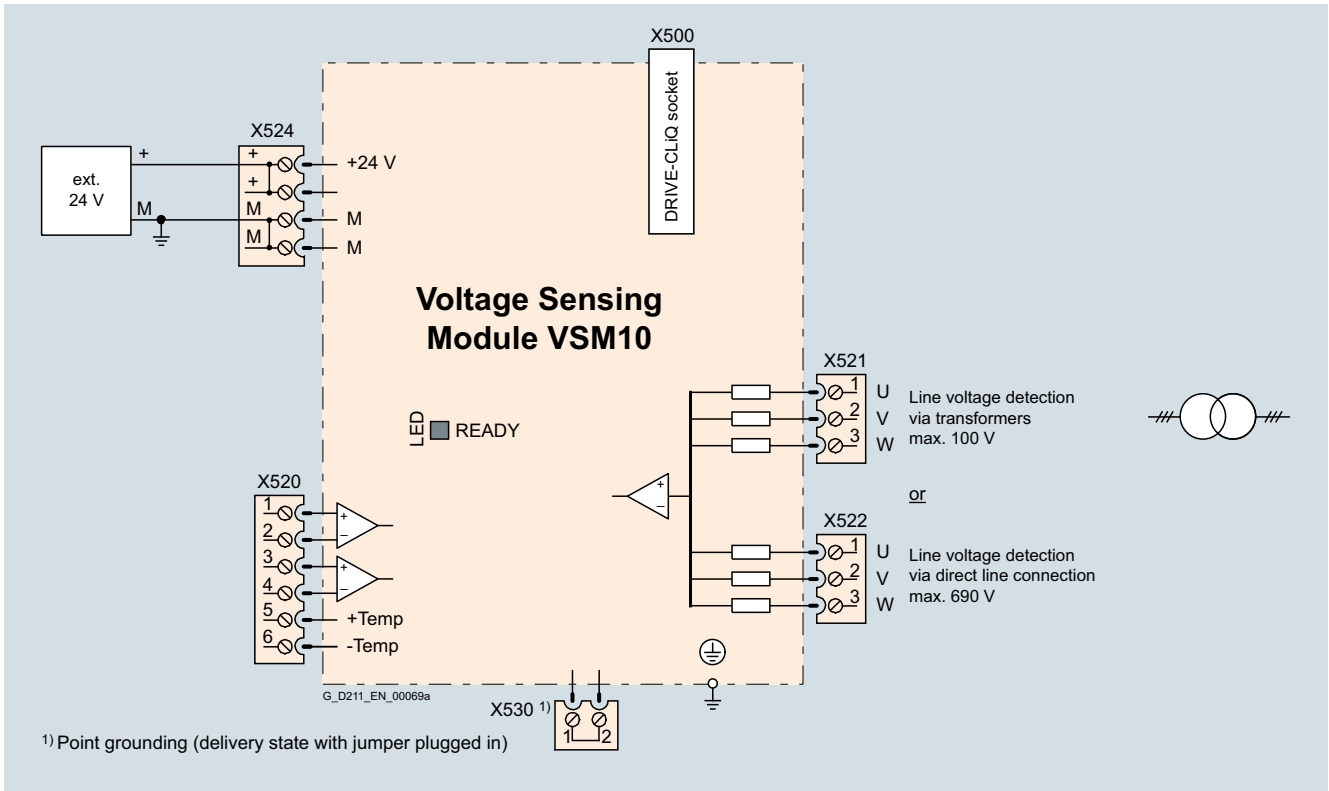 X500
DRIVE-CLiQ socket
X524
ext.
24 V
+
M
+
+
M
M
+24 V
M
M
Voltage Sensing
Module VSM10
LED
READY
X521
1
2
3
U
V
W
Line voltage detection
via transformers
max. 100 V
or
X522
1
2
3
U
V
W
Line voltage detection
via direct line connection
max. 690 V
+
–
X520
1
2
3
4
5
6
+
–
+
–
+Temp
-Temp
G_D211_EN_00069a
X530 1)
1
2
1) Point grounding (delivery state with jumper plugged in)